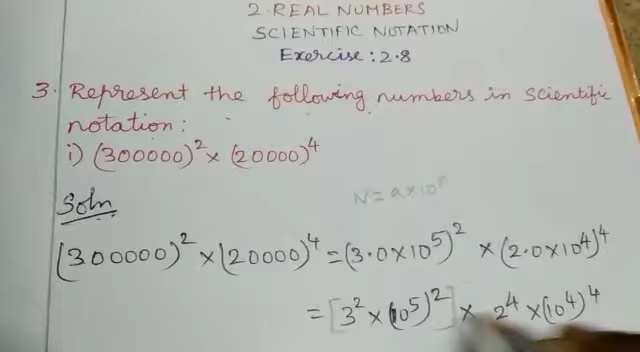 2. REAL NUMBERS
SCIENTIFIC NOTATION
Exercise: 2.8
3. Represent the following numbers in scientific
notation:
i) (300000)² × (20000)⁴
Soln
N = a×10ⁿ
(300000)² × (20000)⁴ = (3.0×10⁵)² × (2.0×10⁴)⁴
= [3² × (10⁵)²] × 2⁴ × (10⁴)⁴